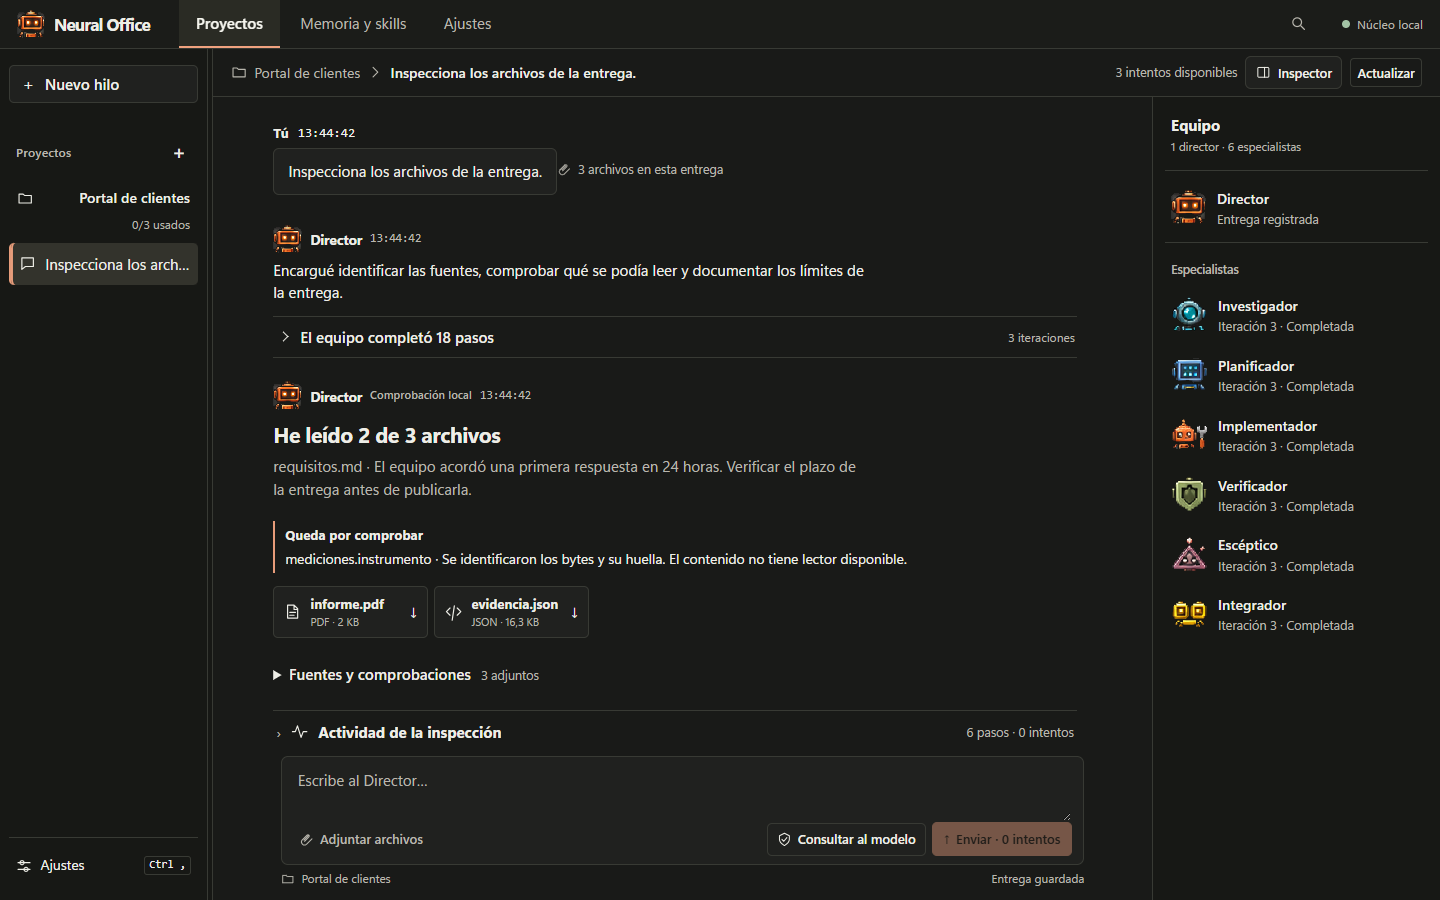 Neural Office
Proyectos
Memoria y skills
Ajustes
Núcleo local
+ Nuevo hilo
Proyectos
+
Portal de clientes
0/3 usados
Inspecciona los arch...
Ajustes
Ctrl ,
Portal de clientes > Inspecciona los archivos de la entrega.
3 intentos disponibles
Inspector
Actualizar
Tú 13:44:42
Inspecciona los archivos de la entrega.
3 archivos en esta entrega
Director 13:44:42
Encargué identificar las fuentes, comprobar qué se podía leer y documentar los límites de
la entrega.
El equipo completó 18 pasos
3 iteraciones
Director Comprobación local 13:44:42
He leído 2 de 3 archivos
requisitos.md · El equipo acordó una primera respuesta en 24 horas. Verificar el plazo de
la entrega antes de publicarla.
Queda por comprobar
mediciones.instrumento · Se identificaron los bytes y su huella. El contenido no tiene lector disponible.
informe.pdf
PDF · 2 KB
↓
evidencia.json
JSON · 16,3 KB
↓
Fuentes y comprobaciones 3 adjuntos
› Actividad de la inspección
6 pasos · 0 intentos
Escribe al Director...
Adjuntar archivos
Consultar al modelo
↑ Enviar · 0 intentos
Portal de clientes
Entrega guardada
Equipo
1 director · 6 especialistas
Director
Entrega registrada
Especialistas
Investigador
Iteración 3 · Completada
Planificador
Iteración 3 · Completada
Implementador
Iteración 3 · Completada
Verificador
Iteración 3 · Completada
Escéptico
Iteración 3 · Completada
Integrador
Iteración 3 · Completada